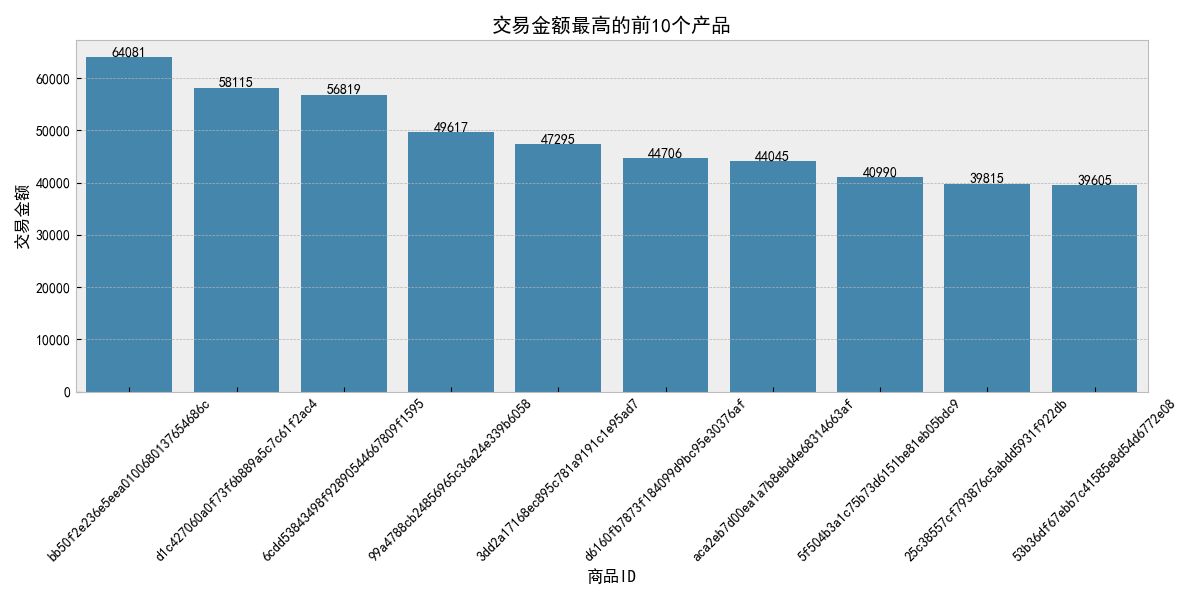 交易金额最高的前10个产品
交易金额
60000
50000
40000
30000
20000
10000
0
64081
58115
56819
49617
47295
44706
44045
40990
39815
39605
bb50f2e236e5eea0100680137654686c
d1c427060a0f73f6b889a5c7c61f2ac4
6cdd53843498f92890544667809f1595
99a4788cb24856965c36a24e339b6058
3dd2a17168ec895c781a9191c1e95ad7
d6160fb7873f184099d9bc95e30376af
aca2eb7d00ea1a7b8ebd4e68314663af
5f504b3a1c75b73d6151be81eb05bdc9
25c38557cf793876c5abdd5931f922db
53b36df67ebb7c41585e8d54d6772e08
商品ID